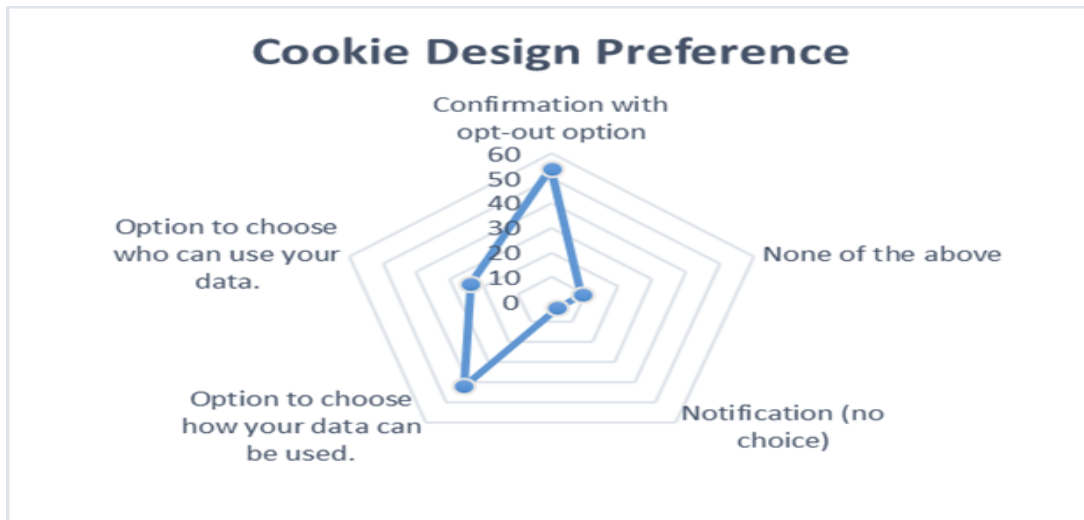 Cookie Design Preference
Confirmation with
opt-out option
60
50
40
30
20
10
0
None of the above
Notification (no
choice)
Option to choose
how your data can
be used.
Option to choose
who can use your
data.